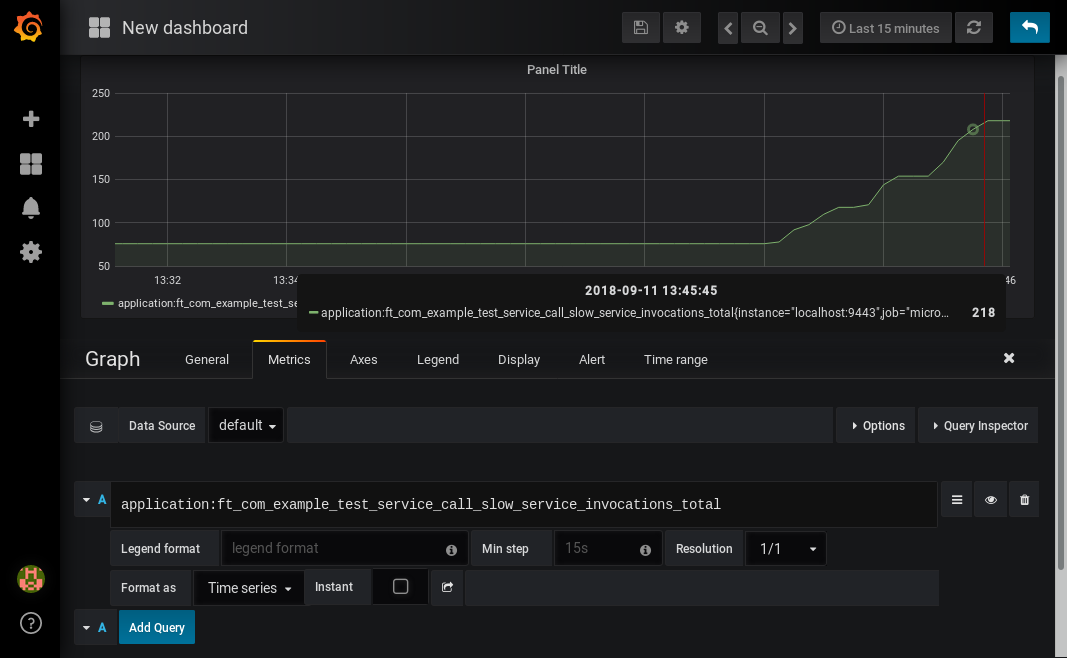 New dashboard
Last 15 minutes
Panel Title
250
200
150
100
50
13:32
13:34
46
application:ft_com_example_test_se
2018-09-11 13:45:45
application:ft_com_example_test_service_call_slow_service_invocations_total{instance="localhost:9443",job="micro... 218
Graph General Metrics Axes Legend Display Alert Time range
Data Source default Options Query Inspector
A application:ft_com_example_test_service_call_slow_service_invocations_total
Legend format legend format Min step 15s Resolution 1/1
Format as Time series Instant
A Add Query